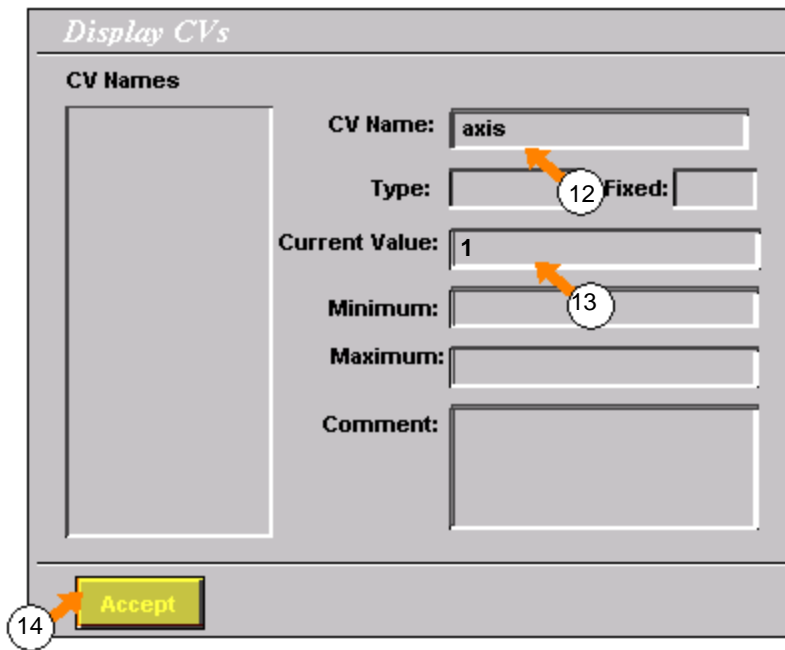 Display CVs
CV Names
CV Name: axis
Type: 12 Fixed:
Current Value: 1
Minimum: 13
Maximum:
Comment:
14 Accept